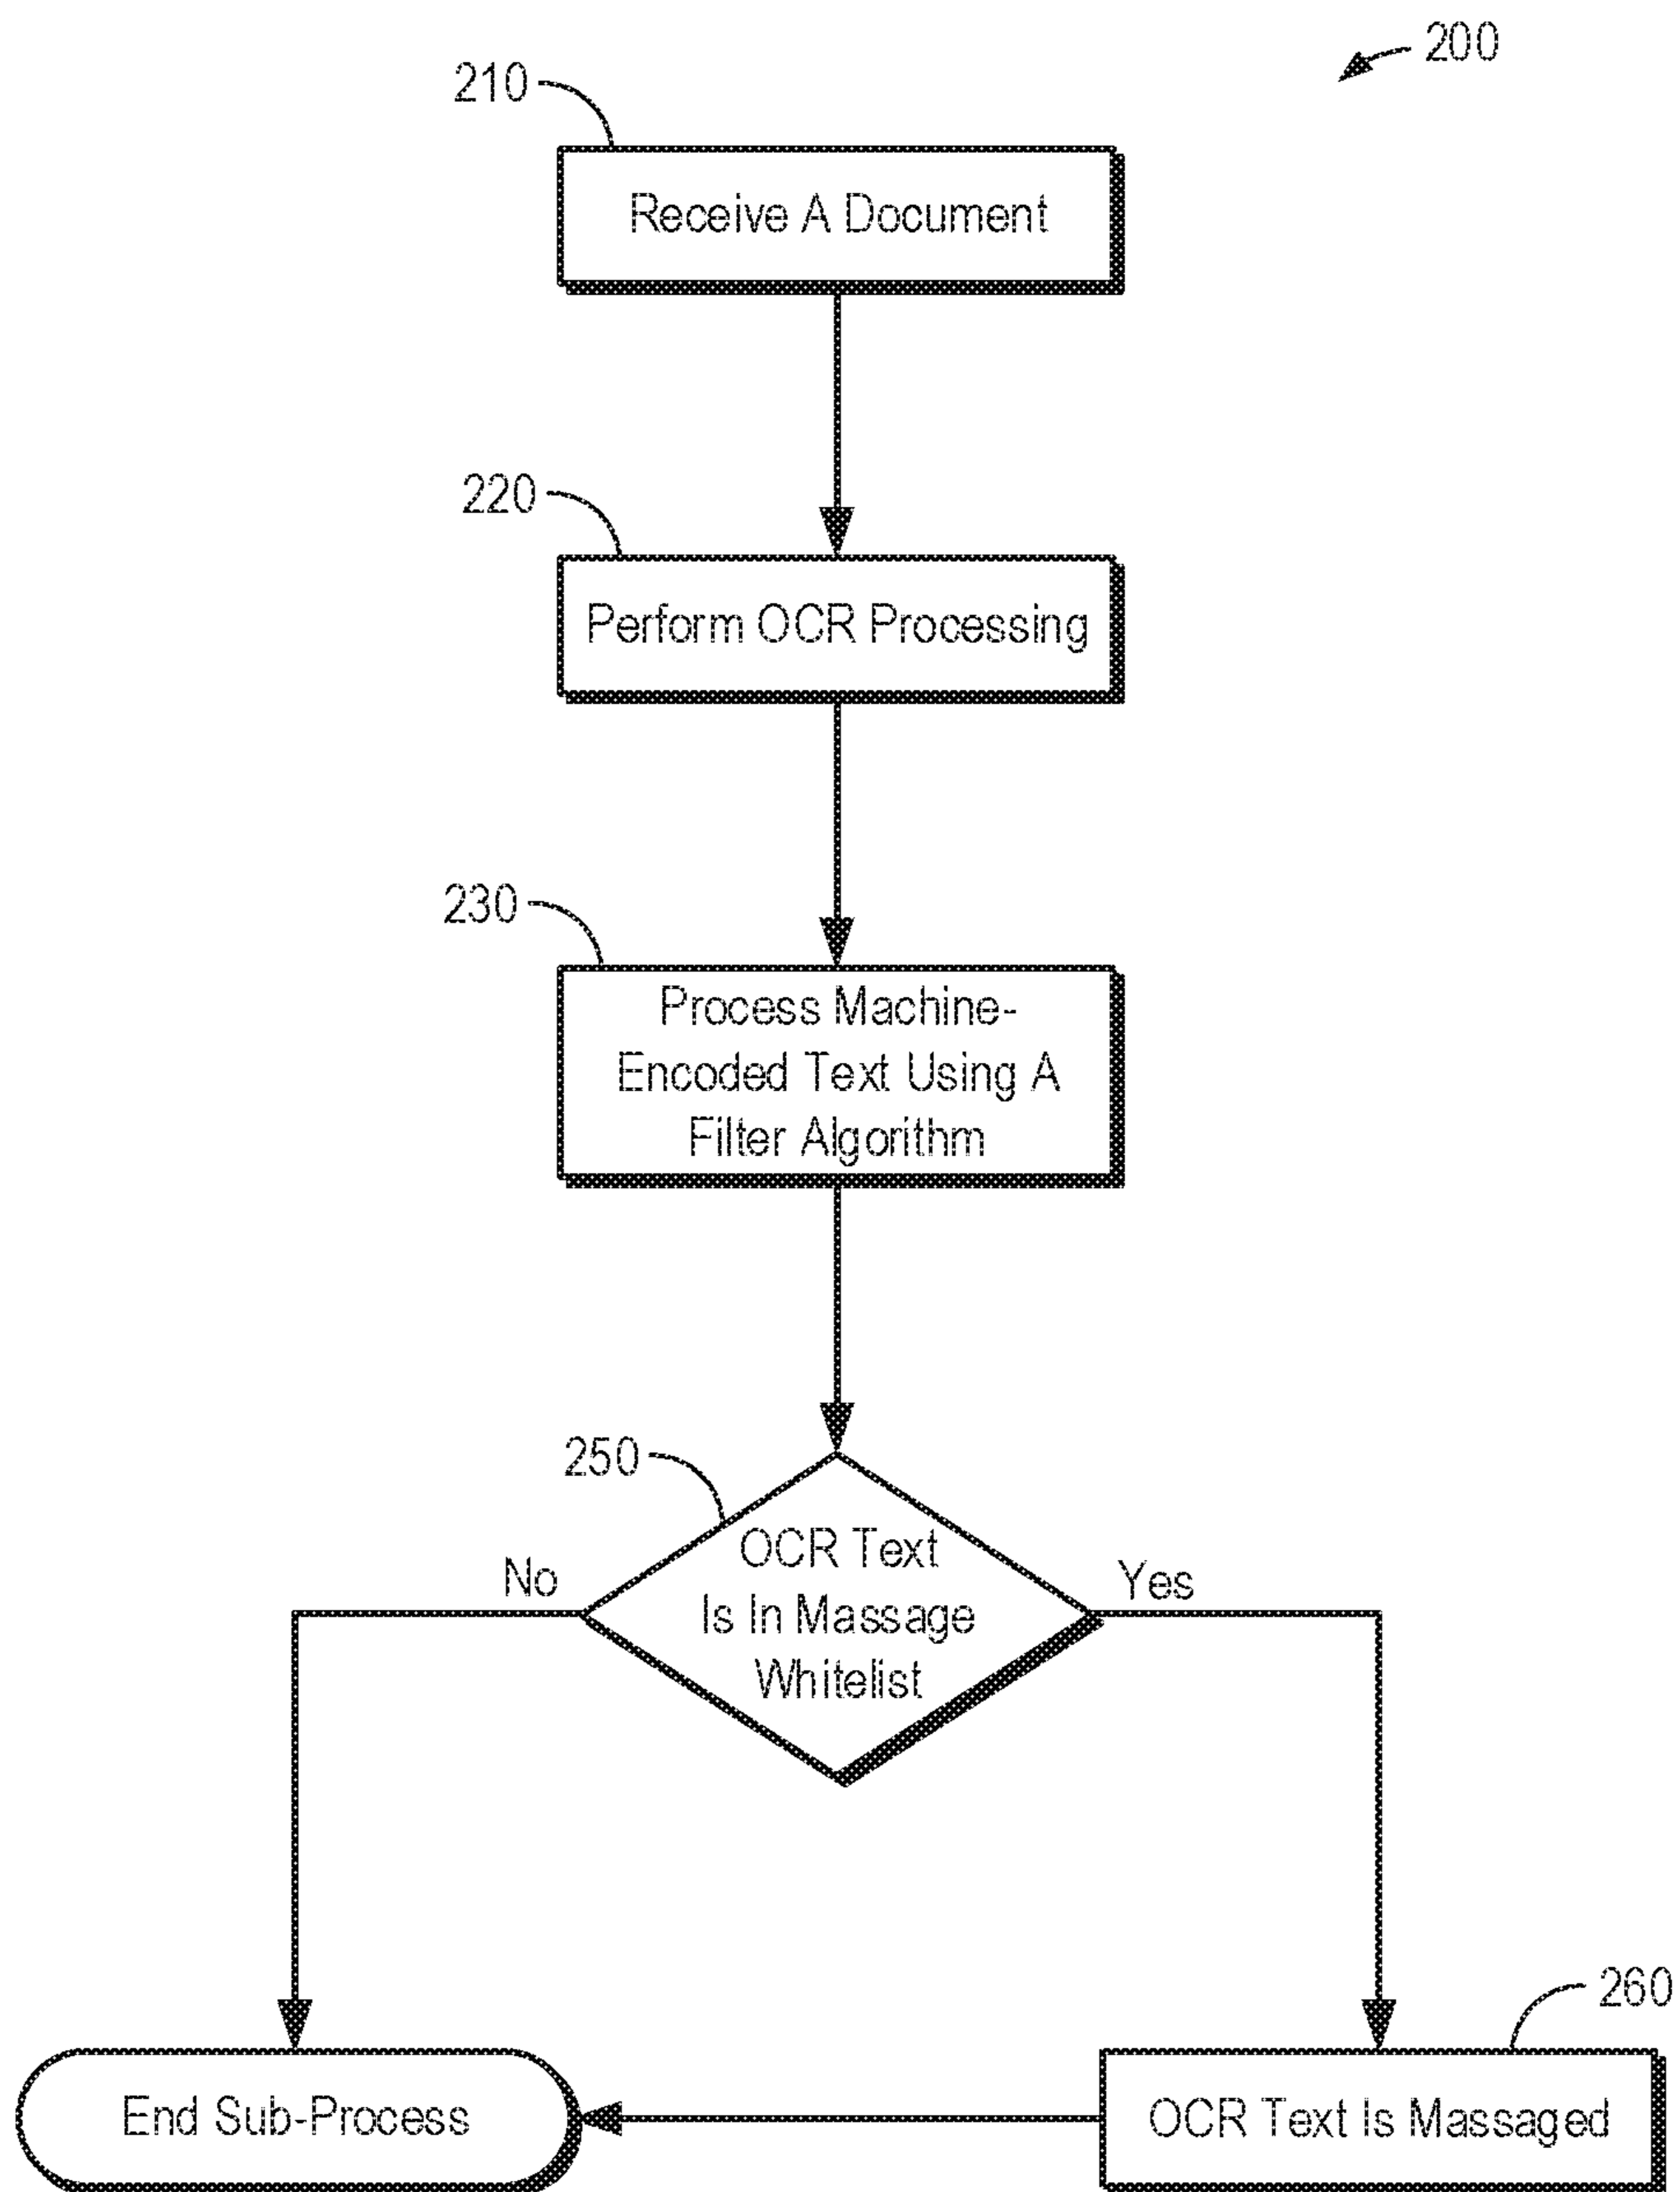 200
210
Receive A Document
220
Perform OCR Processing
230
Process Machine-
Encoded Text Using A
Filter Algorithm
250
OCR Text
Is In Massage
Whitelist
No
Yes
260
End Sub-Process
OCR Text Is Massaged